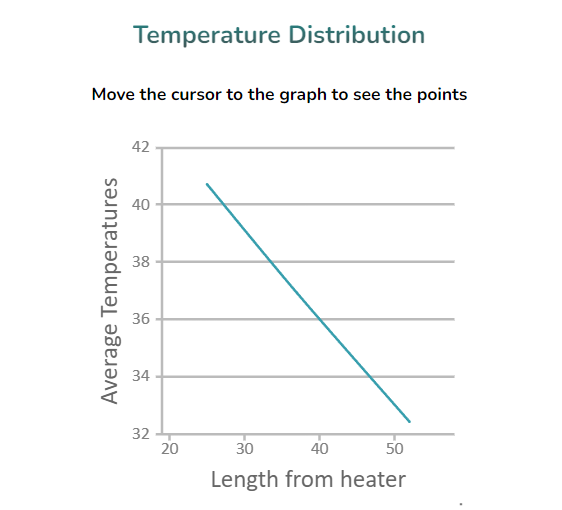 Temperature Distribution
Move the cursor to the graph to see the points
42
40
38
36
34
32
Average Temperatures
20 30 40 50
Length from heater
.